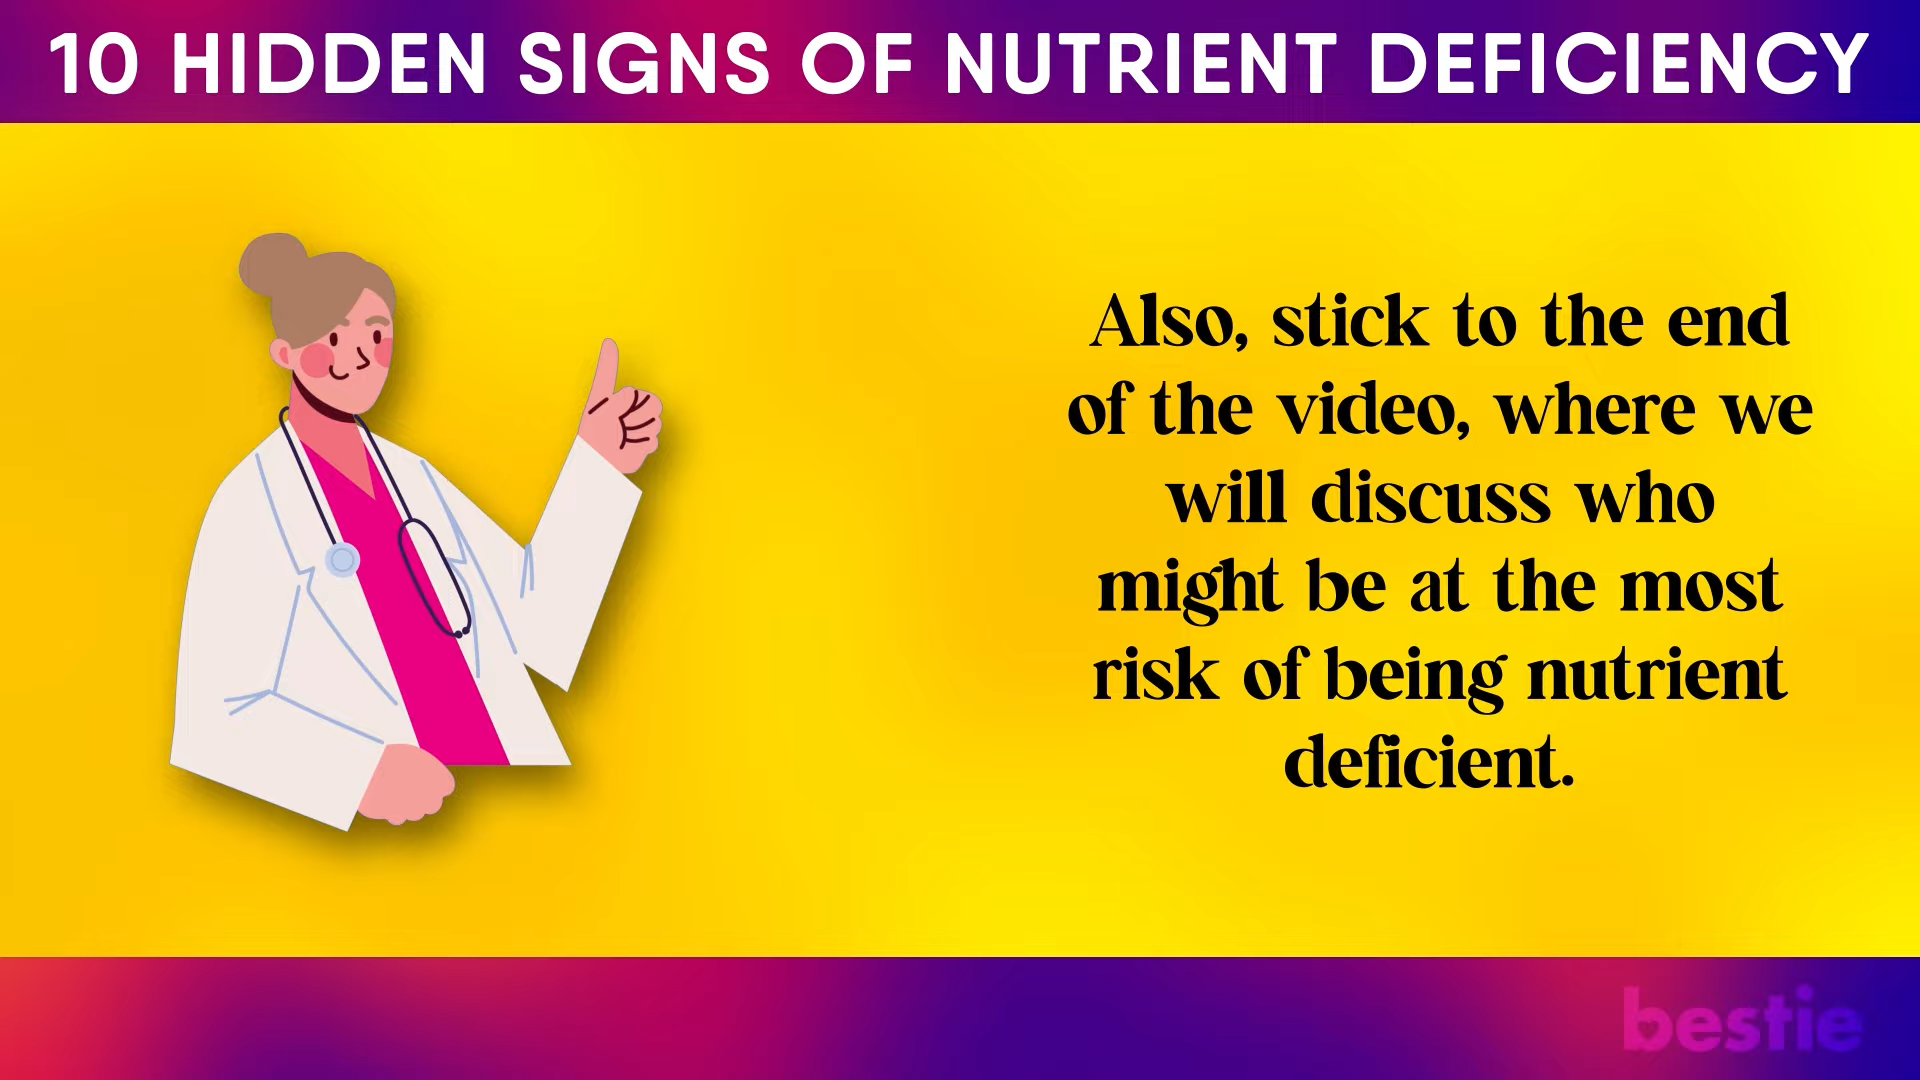 10 HIDDEN SIGNS OF NUTRIENT DEFICIENCY
Also, stick to the end
of the video, where we
will discuss who
might be at the most
risk of being nutrient
deficient.
bestie